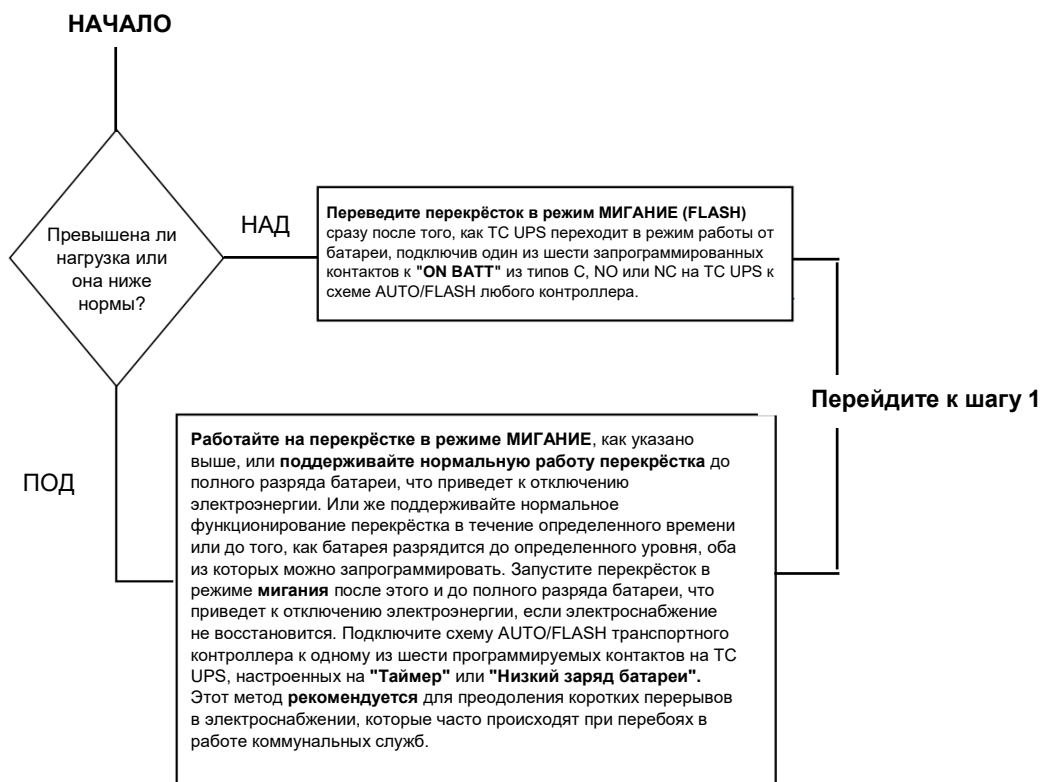 НАЧАЛО
Превышена ли
нагрузка или
она ниже
нормы?
НАД
Переведите перекрёсток в режим МИГАНИЕ (FLASH)
сразу после того, как TC UPS переходит в режим работы от
батареи, подключив один из шести запрограммированных
контактов к "ON BATT" из типов C, NO или NC на TC UPS к
схеме AUTO/FLASH любого контроллера.
Перейдите к шагу 1
ПОД
Работайте на перекрёстке в режиме МИГАНИЕ, как указано
выше, или поддерживайте нормальную работу перекрёстка до
полного разряда батареи, что приведет к отключению
электроэнергии. Или же поддерживайте нормальное
функционирование перекрёстка в течение определенного времени
или до того, как батарея разрядится до определенного уровня, оба
из которых можно запрограммировать. Запустите перекрёсток в
режиме мигания после этого и до полного разряда батареи, что
приведет к отключению электроэнергии, если электроснабжение
не восстановится. Подключите схему AUTO/FLASH транспортного
контроллера к одному из шести программируемых контактов на TC
UPS, настроенных на "Таймер" или "Низкий заряд батареи".
Этот метод рекомендуется для преодоления коротких перерывов
в электроснабжении, которые часто происходят при перебоях в
работе коммунальных служб.